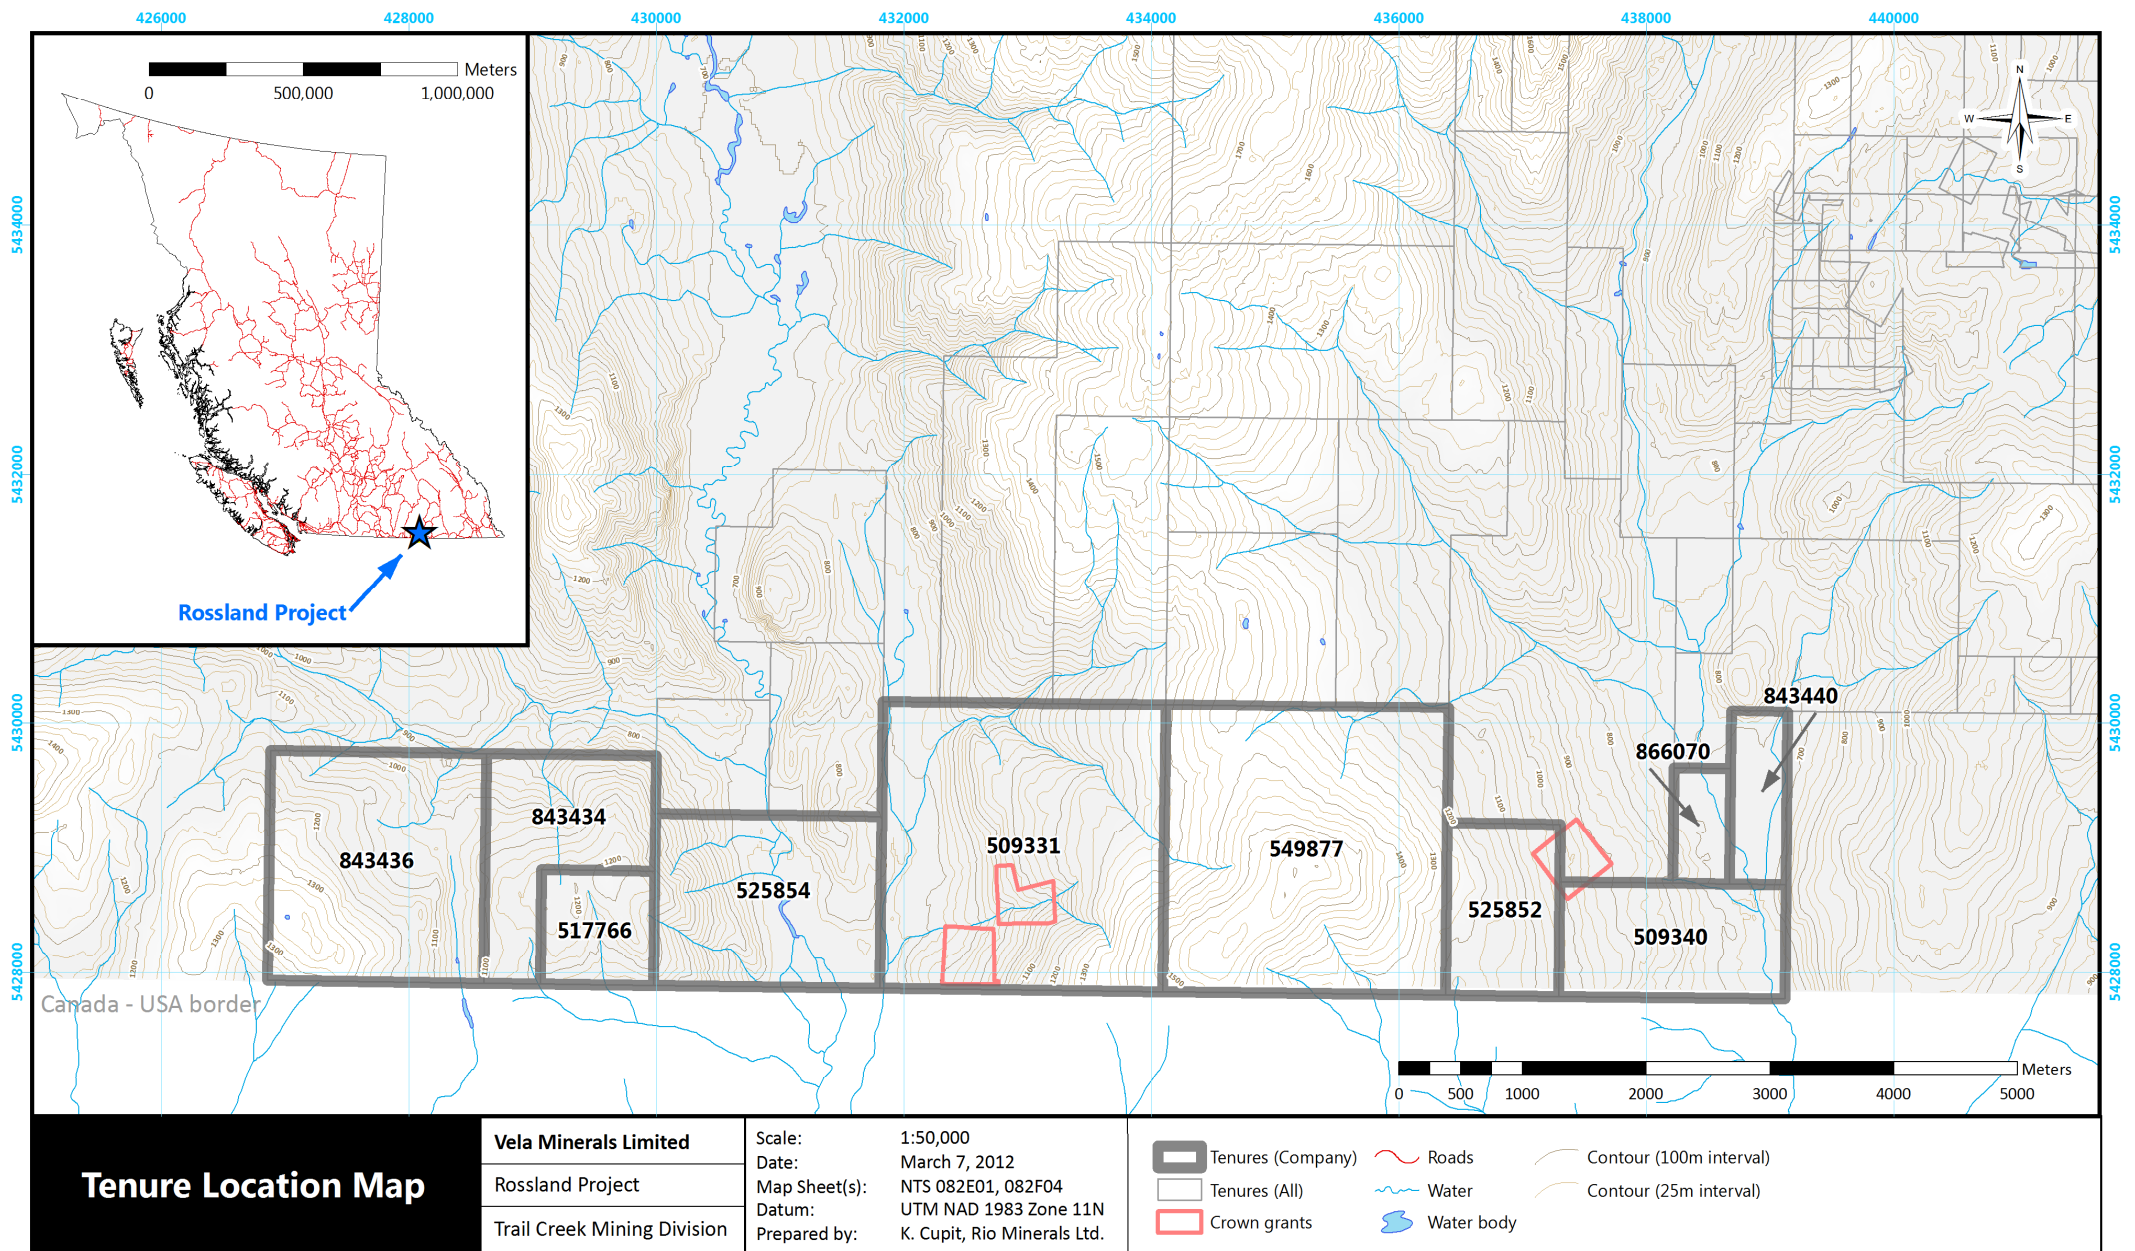 426000 428000 430000 432000 434000 436000 438000 440000
5434000
5432000
5430000
5428000
5434000
5432000
5430000
5428000
Meters
0 500,000 1,000,000
Rossland Project
N
W E
S
843436
843434
517766
525854
509331
549877
525852
509340
866070
843440
Canada - USA border
Meters
0 500 1000 2000 3000 4000 5000
Tenure Location Map
Vela Minerals Limited
Rossland Project
Trail Creek Mining Division
Scale: 1:50,000
Date: March 7, 2012
Map Sheet(s): NTS 082E01, 082F04
Datum: UTM NAD 1983 Zone 11N
Prepared by: K. Cupit, Rio Minerals Ltd.
Tenures (Company)
Tenures (All)
Crown grants
Roads
Water
Water body
Contour (100m interval)
Contour (25m interval)